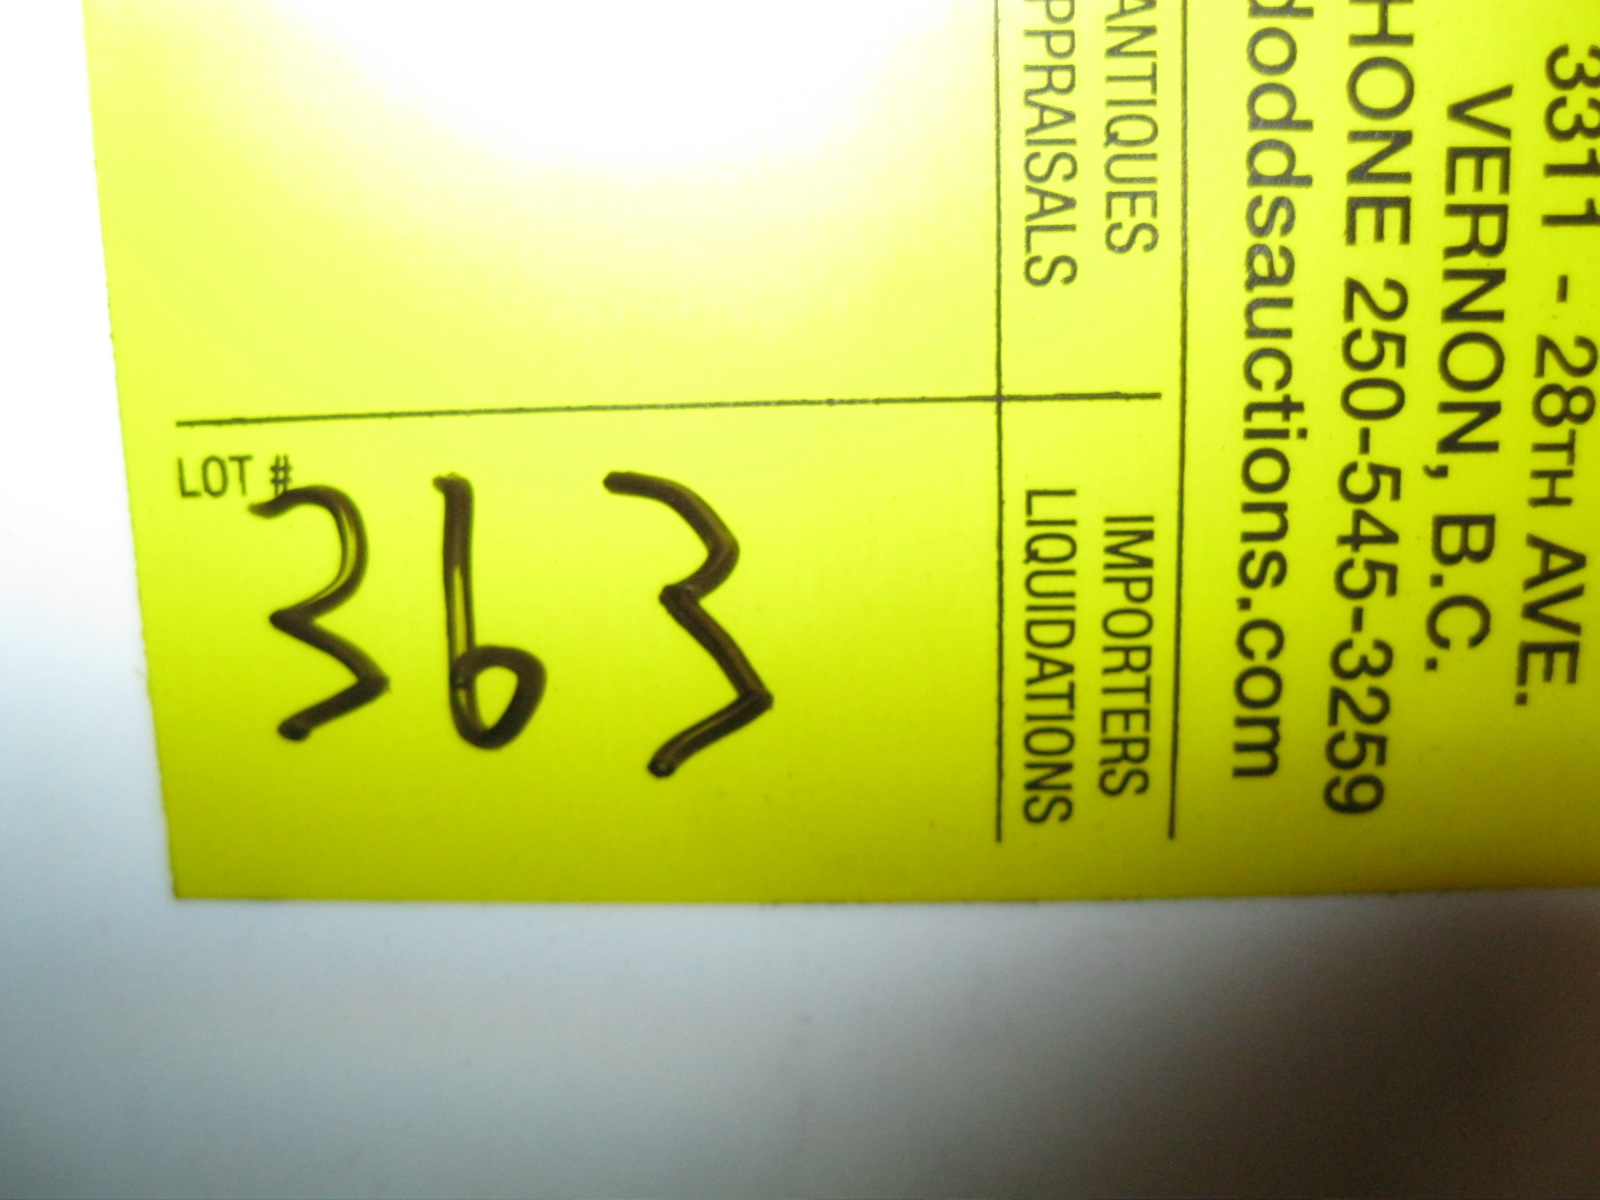 3311 - 28TH AVE.
VERNON, B.C.
HONE 250-545-3259
doddsauctions.com
ANTIQUES IMPORTERS
PPRAISALS LIQUIDATIONS
LOT #
363